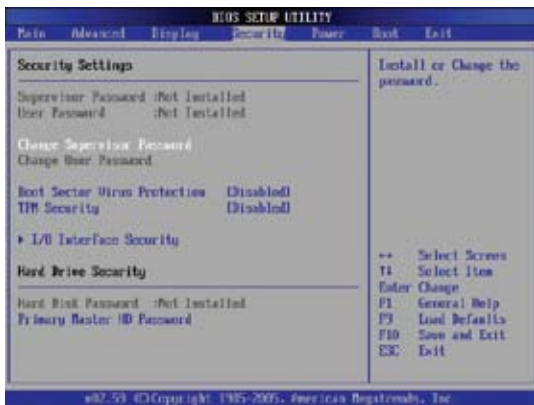 BIOS SETUP UTILITY
Main Advanced Display Security Power Boot Exit
Security Settings
Supervisor Password :Not Installed
User Password :Not Installed
Change Supervisor Password
Change User Password
Boot Sector Virus Protection [Disabled]
TPM Security [Disabled]
▸ I/O Interface Security
Hard Drive Security
Hard Disk Password :Not Installed
Primary Master HD Password
Install or Change the
password.
↔ Select Screen
↑↓ Select Item
Enter Change
F1 General Help
F9 Load Defaults
F10 Save and Exit
ESC Exit
v02.59 (C)Copyright 1985-2005, American Megatrends, Inc